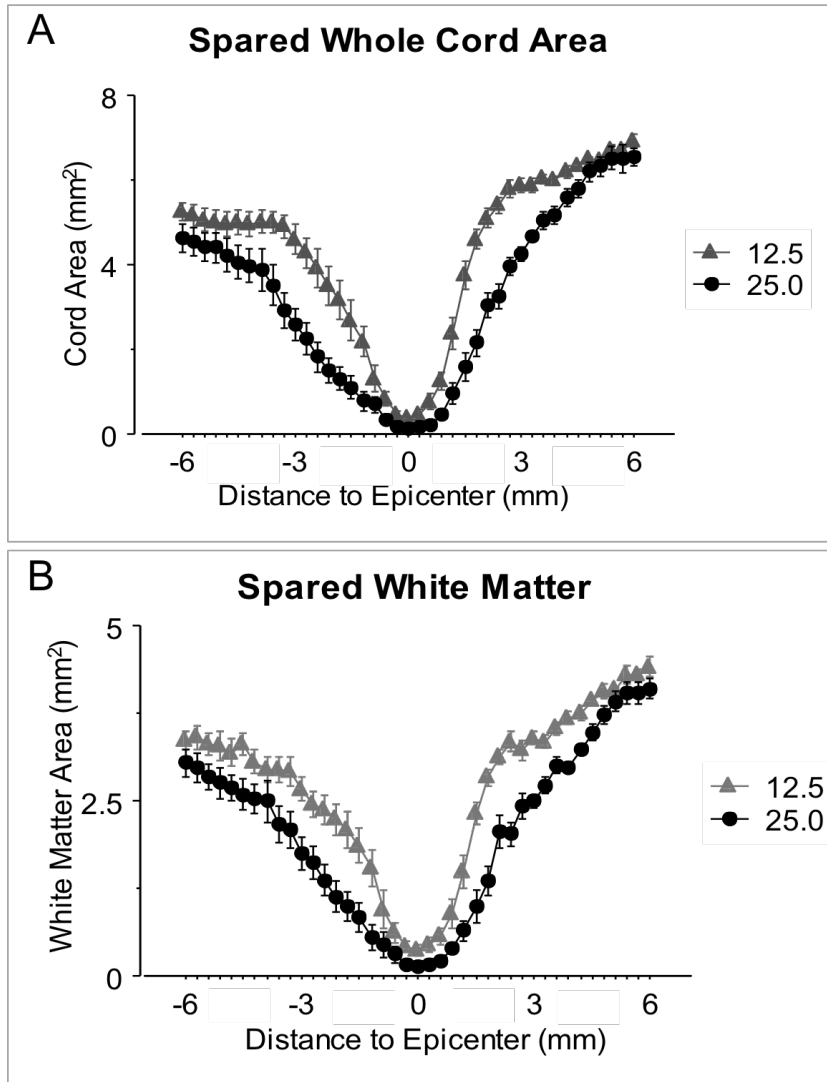 A
Spared Whole Cord Area
8
4
0
Cord Area (mm²)
12.5
25.0
-6 -3 0 3 6
Distance to Epicenter (mm)
B
Spared White Matter
5
2.5
0
White Matter Area (mm²)
12.5
25.0
-6 -3 0 3 6
Distance to Epicenter (mm)